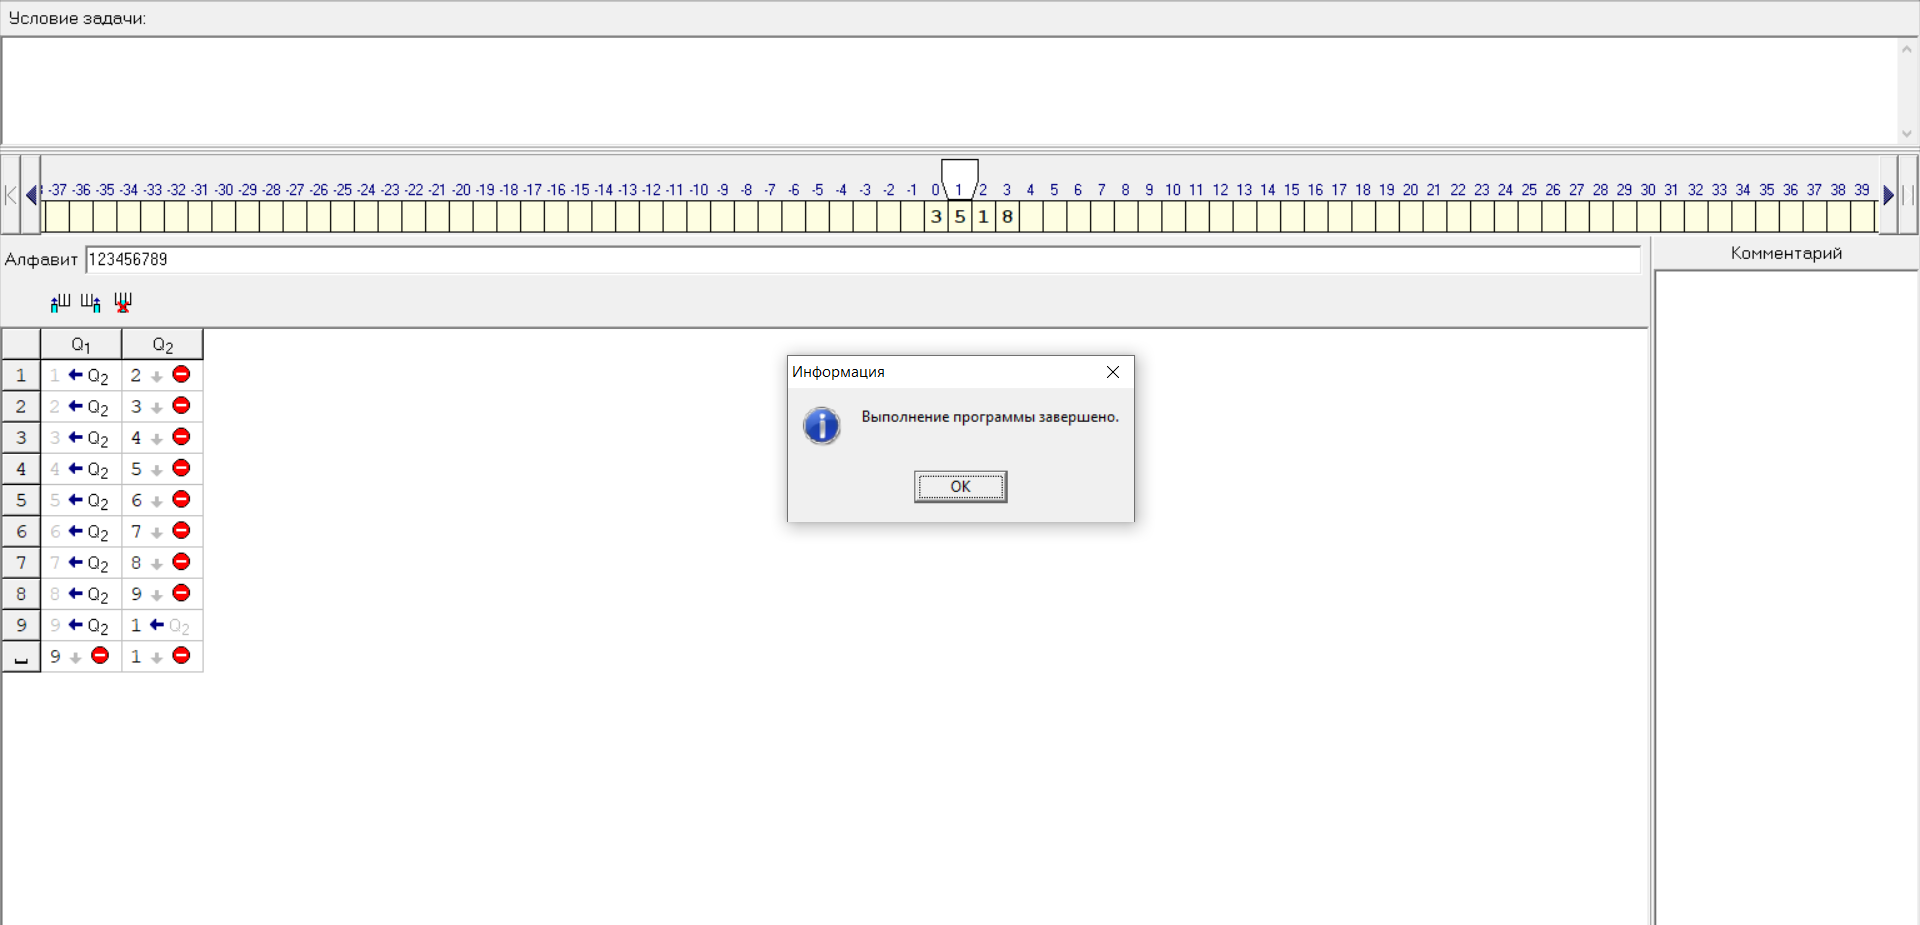 Условие задачи:
-37 -36 -35 -34 -33 -32 -31 -30 -29 -28 -27 -26 -25 -24 -23 -22 -21 -20 -19 -18 -17 -16 -15 -14 -13 -12 -11 -10 -9 -8 -7 -6 -5 -4 -3 -2 -1 0 1 2 3 4 5 6 7 8 9 10 11 12 13 14 15 16 17 18 19 20 21 22 23 24 25 26 27 28 29 30 31 32 33 34 35 36 37 38 39
3 5 1 8
Алфавит 123456789
Комментарий
Q1 Q2
1 1 ← Q2 2 ↓
2 2 ← Q2 3 ↓
3 3 ← Q2 4 ↓
4 4 ← Q2 5 ↓
5 5 ← Q2 6 ↓
6 6 ← Q2 7 ↓
7 7 ← Q2 8 ↓
8 8 ← Q2 9 ↓
9 9 ← Q2 1 ← Q2
␣ 9 ↓ 1 ↓
Информация
Выполнение программы завершено.
OK